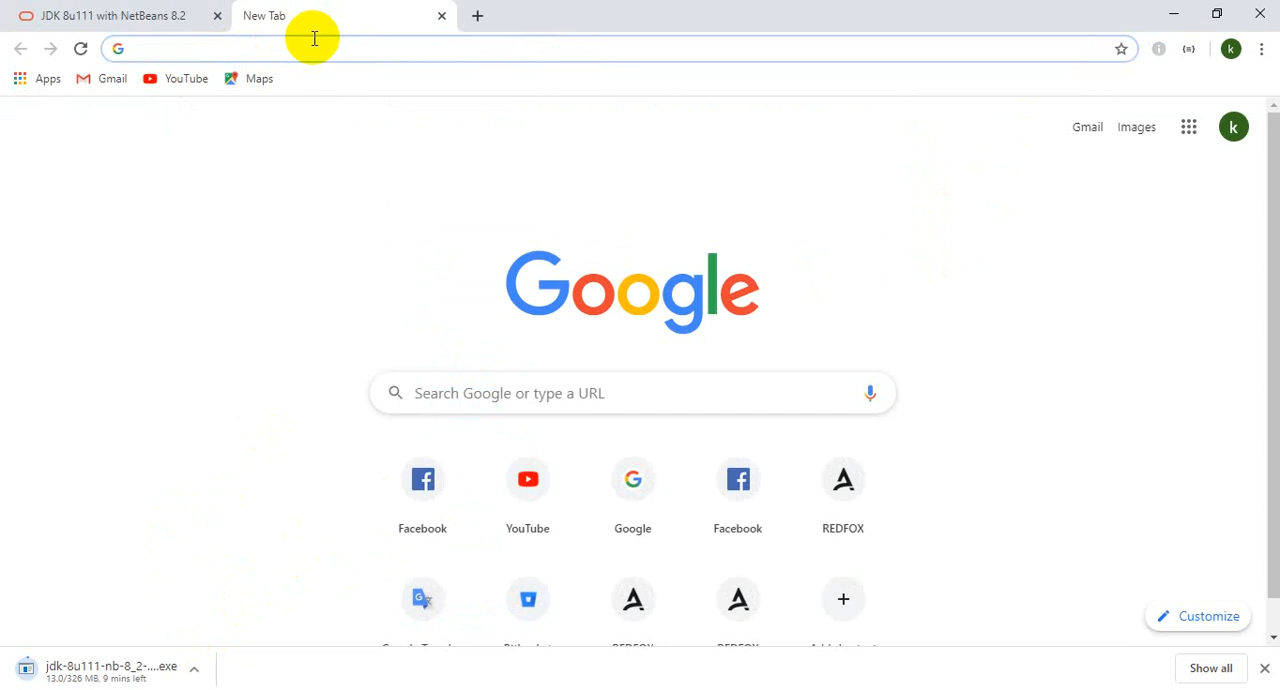 JDK 8u111 with NetBeans 8.2
New Tab
Apps
Gmail
YouTube
Maps
Gmail
Images
k
Google
Search Google or type a URL
Facebook
YouTube
Google
Facebook
REDFOX
Customize
jdk-8u111-nb-8_2-....exe
13.0/326 MB, 9 mins left
Show all